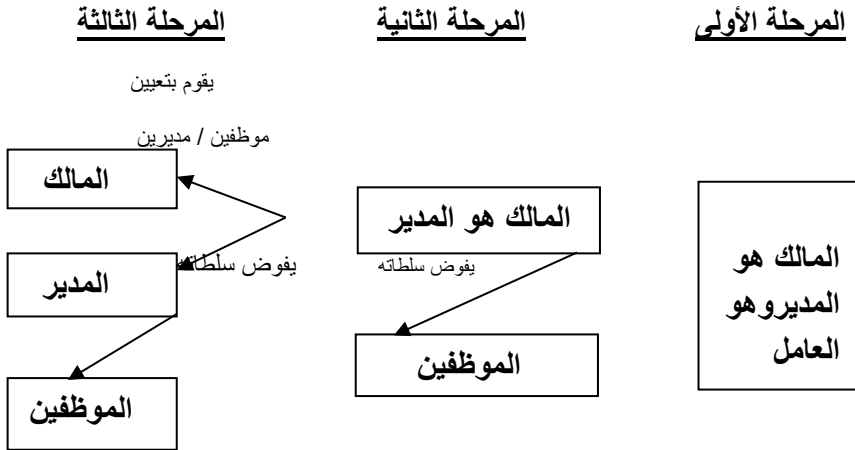 المرحلة الأولى
المرحلة الثانية
المرحلة الثالثة
يقوم بتعيين
موظفين / مديرين
المالك هو
المديروهو
العامل
المالك هو المدير
يفوض سلطاته
الموظفين
المالك
يفوض سلطاته
المدير
الموظفين